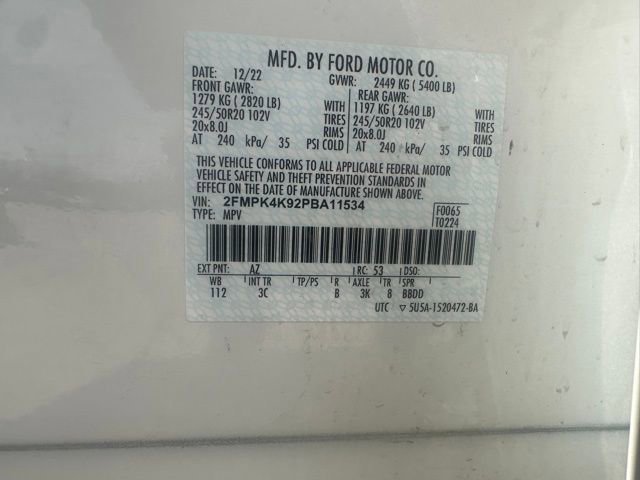 MFD. BY FORD MOTOR CO.
DATE: 12/22 GVWR: 2449 KG ( 5400 LB)
FRONT GAWR: REAR GAWR:
1279 KG ( 2820 LB) WITH 1197 KG ( 2640 LB) WITH
245/50R20 102V TIRES 245/50R20 102V TIRES
20x8.0J RIMS 20x8.0J RIMS
AT 240 kPa/ 35 PSI COLD AT 240 kPa/ 35 PSI COLD
THIS VEHICLE CONFORMS TO ALL APPLICABLE FEDERAL MOTOR
VEHICLE SAFETY AND THEFT PREVENTION STANDARDS IN
EFFECT ON THE DATE OF MANUFACTURE SHOWN ABOVE.
VIN: 2FMPK4K92PBA11534 F0065
TYPE: MPV T0224
EXT PNT: AZ RC: 53 DSO:
WB INT TR TP/PS R AXLE TR SPR
112 3C B 3K 8 BBDD
UTC ▽ 5U5A-1520472-BA